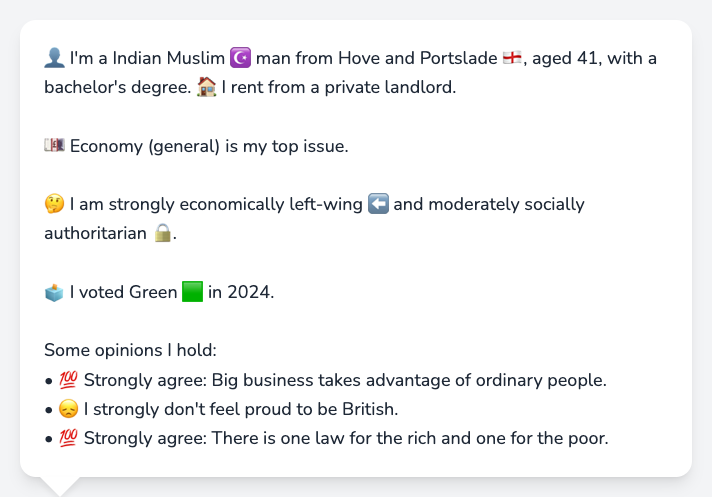 👤 I'm a Indian Muslim ☪️ man from Hove and Portslade 🏴󠁧󠁢󠁥󠁮󠁧󠁿, aged 41, with a
bachelor's degree. 🏠 I rent from a private landlord.
💷 Economy (general) is my top issue.
🤔 I am strongly economically left-wing ⬅️ and moderately socially
authoritarian 🔒.
🗳️ I voted Green 🟩 in 2024.
Some opinions I hold:
• 💯 Strongly agree: Big business takes advantage of ordinary people.
• 😞 I strongly don't feel proud to be British.
• 💯 Strongly agree: There is one law for the rich and one for the poor.